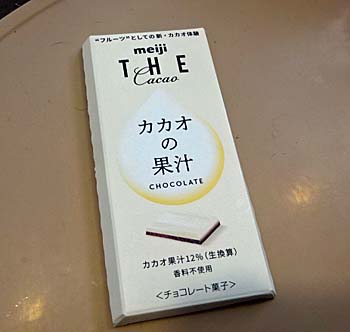 "フルーツ"としての新・カカオ体験
meiji
THE
Cacao
カカオ
の
果汁
CHOCOLATE
カカオ果汁12%(生換算)
香料不使用
<チョコレート菓子>